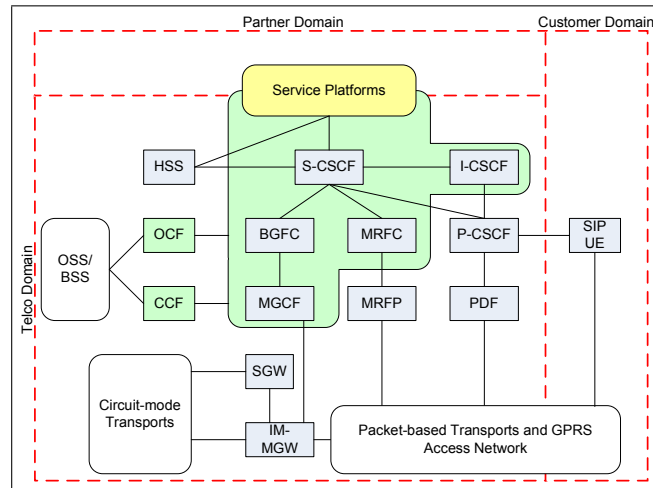 Partner Domain
Customer Domain
Service Platforms
HSS
S-CSCF
I-CSCF
OSS/
BSS
OCF
BGFC
MRFC
P-CSCF
SIP
UE
Telco Domain
CCF
MGCF
MRFP
PDF
SGW
Circuit-mode
Transports
IM-
MGW
Packet-based Transports and GPRS
Access Network